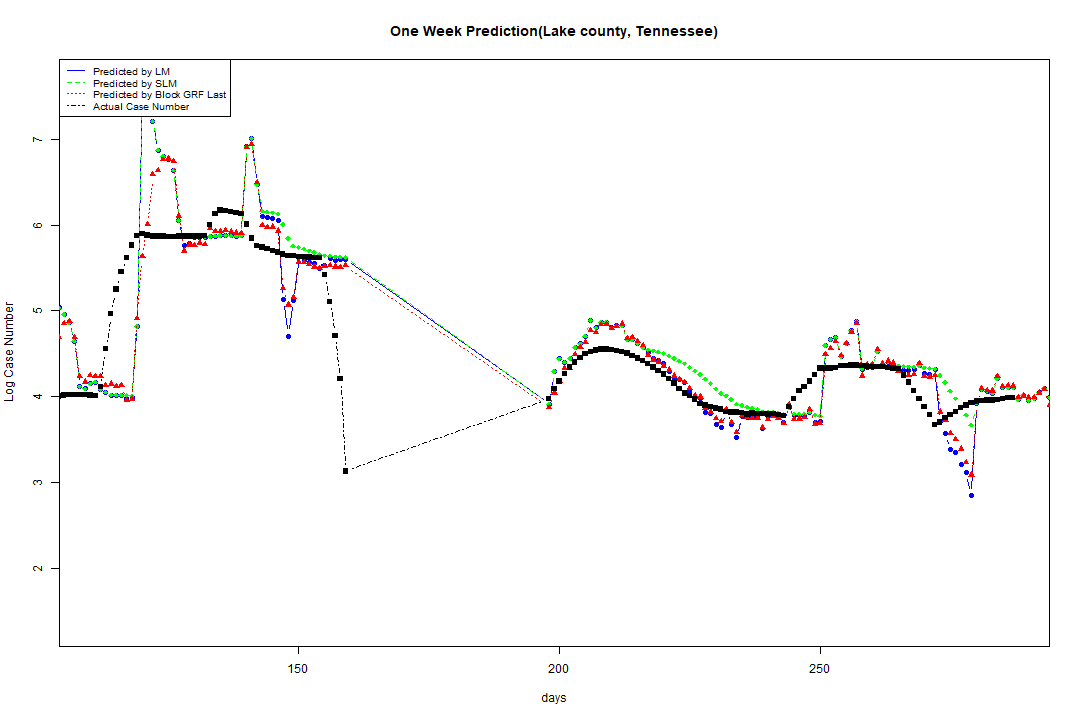 One Week Prediction(Lake county, Tennessee)
Predicted by LM
Predicted by SLM
Predicted by Block GRF Last
Actual Case Number
7
6
5
4
3
2
Log Case Number
150 200 250
days